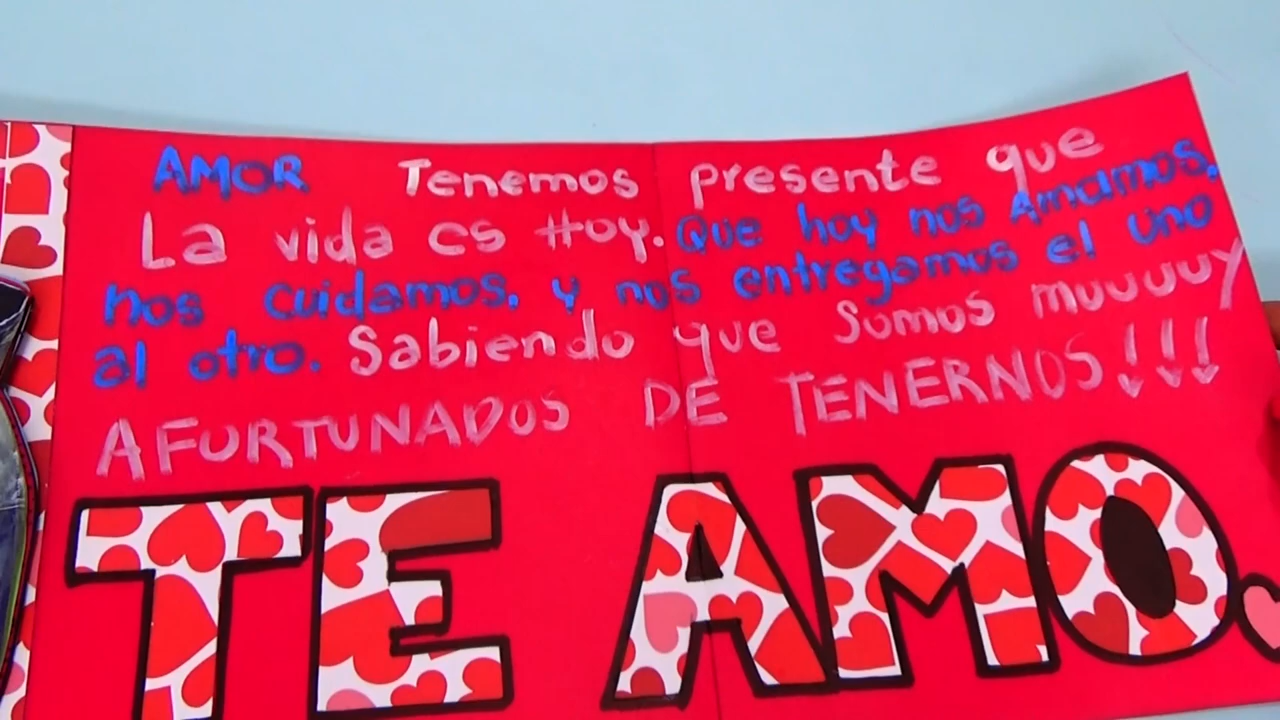 AMOR Tenemos presente que
La vida es Hoy. Que hoy nos Amamos,
nos cuidamos, y nos entregamos el uno
al otro. Sabiendo que somos muuuuy
AFURTUNADOS DE TENERNOS!!!
TE AMO.